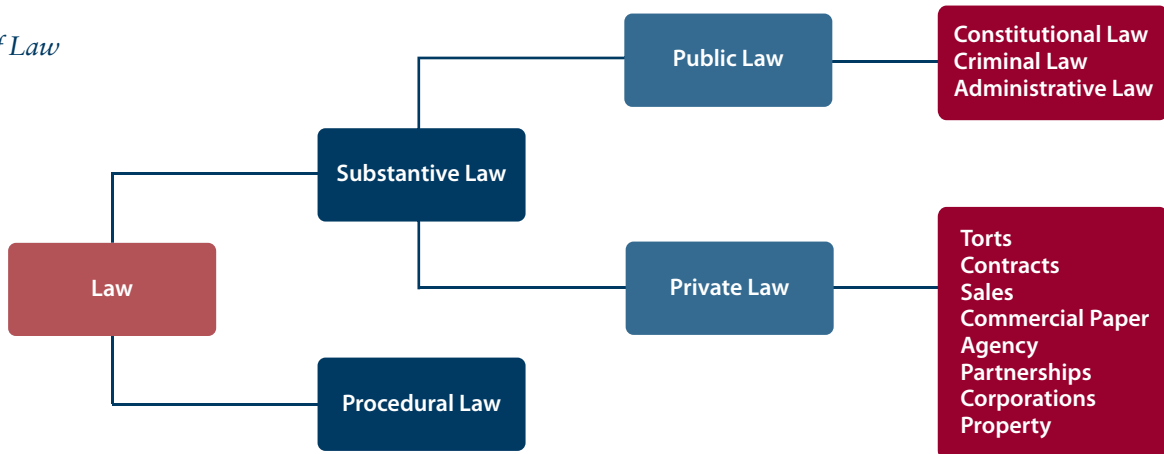 Law
Public Law
Constitutional Law
Criminal Law
Administrative Law
Substantive Law
Law
Private Law
Torts
Contracts
Sales
Commercial Paper
Agency
Partnerships
Corporations
Property
Procedural Law